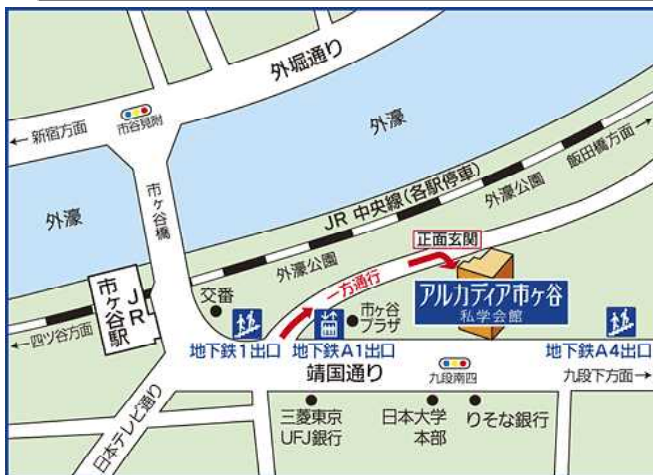 外堀通り
市谷見附
←新宿方面
外濠
飯田橋方面→
市ヶ谷橋
外濠公園
JR 中央線(各駅停車)
外濠
正面玄関
外濠公園
一方通行
アルカディア市ヶ谷
私学会館
JR
市ヶ谷駅
交番
市ヶ谷
プラザ
←四ツ谷方面
地下鉄1出口
地下鉄A1出口
地下鉄A4出口
靖国通り
九段南四
九段下方面→
日本テレビ通り
三菱東京
UFJ銀行
日本大学
本部
りそな銀行